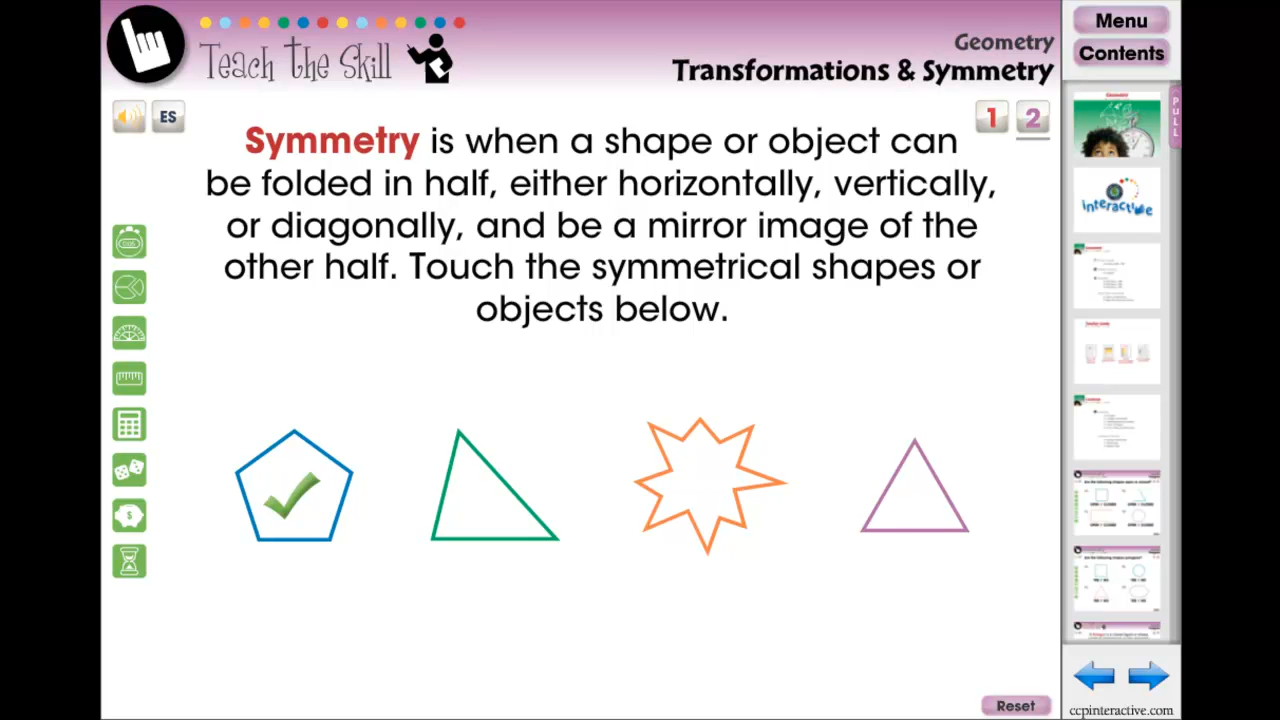 Teach the Skill
Geometry
Transformations & Symmetry
Menu
Contents
PULL
ES
1 2
Symmetry is when a shape or object can
be folded in half, either horizontally, vertically,
or diagonally, and be a mirror image of the
other half. Touch the symmetrical shapes or
objects below.
$
interactive
Reset
ccpinteractive.com